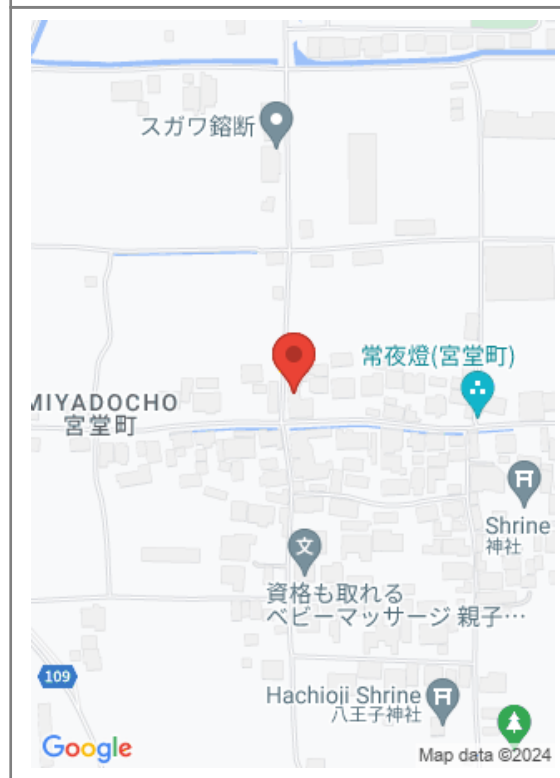 スガワ鎔断
常夜燈(宮堂町)
MIYADOCHO
宮堂町
Shrine
神社
資格も取れる
ベビーマッサージ 親子…
109
Hachioji Shrine
八王子神社
Google
Map data ©2024